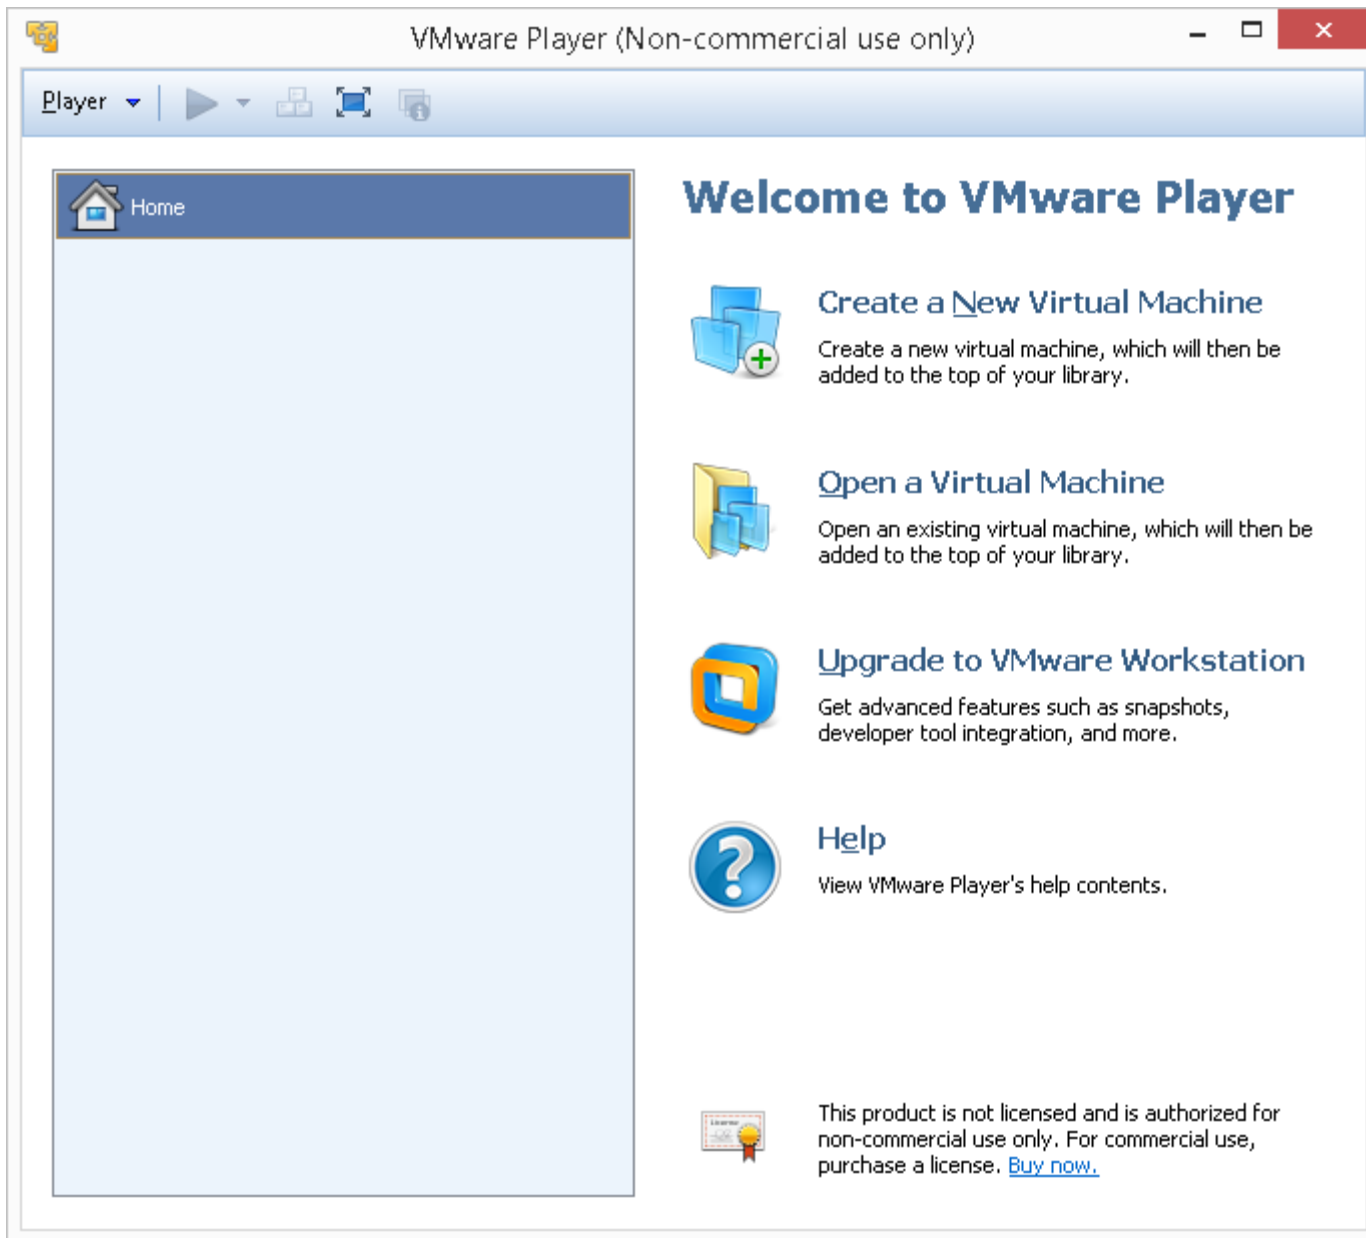 VMware Player (Non-commercial use only)
Player
Home
Welcome to VMware Player
Create a New Virtual Machine
Create a new virtual machine, which will then be
added to the top of your library.
Open a Virtual Machine
Open an existing virtual machine, which will then be
added to the top of your library.
Upgrade to VMware Workstation
Get advanced features such as snapshots,
developer tool integration, and more.
Help
View VMware Player's help contents.
This product is not licensed and is authorized for
non-commercial use only. For commercial use,
purchase a license. Buy now.